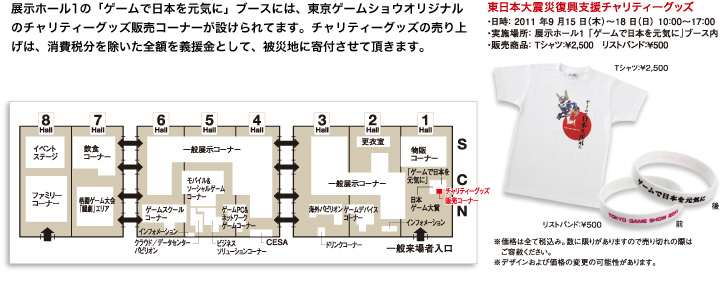 展示ホール1の「ゲームで日本を元気に」ブースには、東京ゲームショウオリジナル
のチャリティーグッズ販売コーナーが設けられてます。チャリティーグッズの売り上
げは、消費税分を除いた全額を義援金として、被災地に寄付させて頂きます。
東日本大震災復興支援チャリティーグッズ
・日時: 2011年9月15日(木)〜18日(日) 10:00〜17:00
・実施場所: 展示ホール1 「ゲームで日本を元気に」ブース内
・販売商品: Tシャツ:¥2,500 リストバンド:¥500
Tシャツ:¥2,500
8
Hall
7
Hall
6
Hall
5
Hall
4
Hall
3
Hall
2
Hall
1
Hall
イベント
ステージ
飲食
コーナー
一般展示コーナー
更衣室
物販
コーナー
S
C
N
モバイル&
ソーシャルゲーム
コーナー
一般展示コーナー
「ゲームで日本を
元気に」
チャリティーグッズ
販売コーナー
ファミリー
コーナー
格闘ゲーム大会
「闘劇」エリア
ゲームスクール
コーナー
ゲームPC&
ネットワーク
ゲームコーナー
海外パビリオン
ゲームデバイス
コーナー
日本
ゲーム大賞
インフォメーション
インフォメーション
クラウド/データセンター
パビリオン
ビジネス
ソリューションコーナー
CESA
ドリンクコーナー
一般来場者入口
ゲームで日本を元気に
ゲームで日本を元気に
後
TOKYO GAME SHOW 2011
前
リストバンド:¥500
※価格は全て税込み。数に限りがありますので売り切れの際は
ご容赦ください。
※デザインおよび価格の変更の可能性があります。